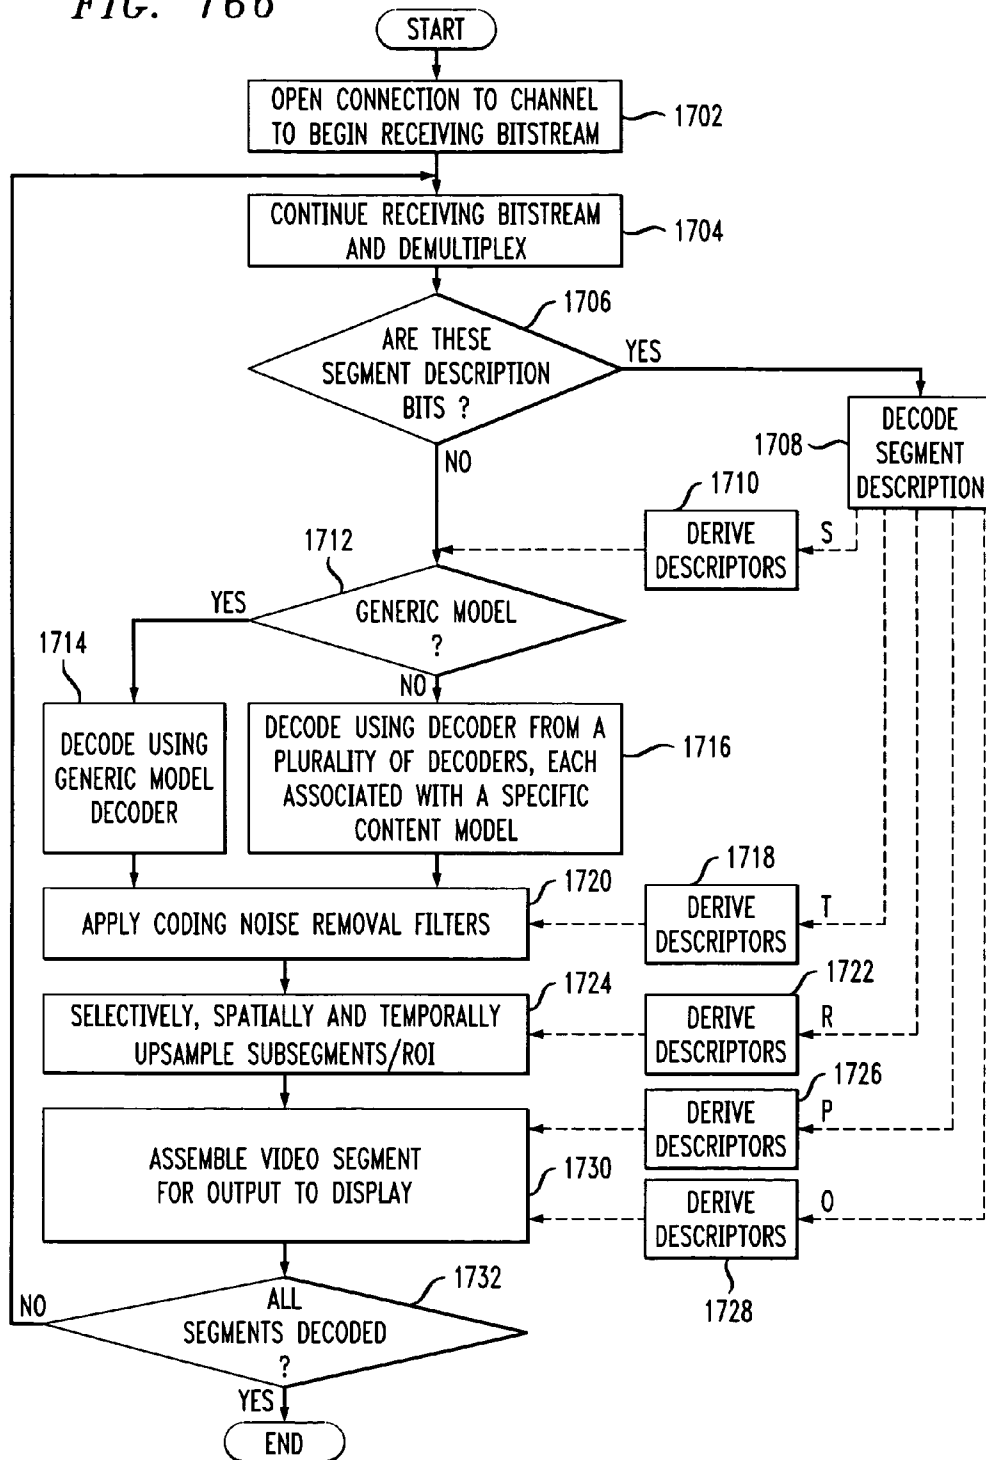 FIG. 16b
START
OPEN CONNECTION TO CHANNEL
TO BEGIN RECEIVING BITSTREAM
1702
CONTINUE RECEIVING BITSTREAM
AND DEMULTIPLEX
1704
1706
ARE THESE
SEGMENT DESCRIPTION
BITS ?
YES
NO
DECODE
SEGMENT
DESCRIPTION
1708
1710
DERIVE
DESCRIPTORS
S
1712
GENERIC MODEL
?
YES
NO
1714
DECODE USING
GENERIC MODEL
DECODER
DECODE USING DECODER FROM A
PLURALITY OF DECODERS, EACH
ASSOCIATED WITH A SPECIFIC
CONTENT MODEL
1716
1718
DERIVE
DESCRIPTORS
T
1720
APPLY CODING NOISE REMOVAL FILTERS
1722
DERIVE
DESCRIPTORS
R
1724
SELECTIVELY, SPATIALLY AND TEMPORALLY
UPSAMPLE SUBSEGMENTS/ROI
1726
DERIVE
DESCRIPTORS
P
ASSEMBLE VIDEO SEGMENT
FOR OUTPUT TO DISPLAY
1730
DERIVE
DESCRIPTORS
O
1728
1732
ALL
SEGMENTS DECODED
?
NO
YES
END